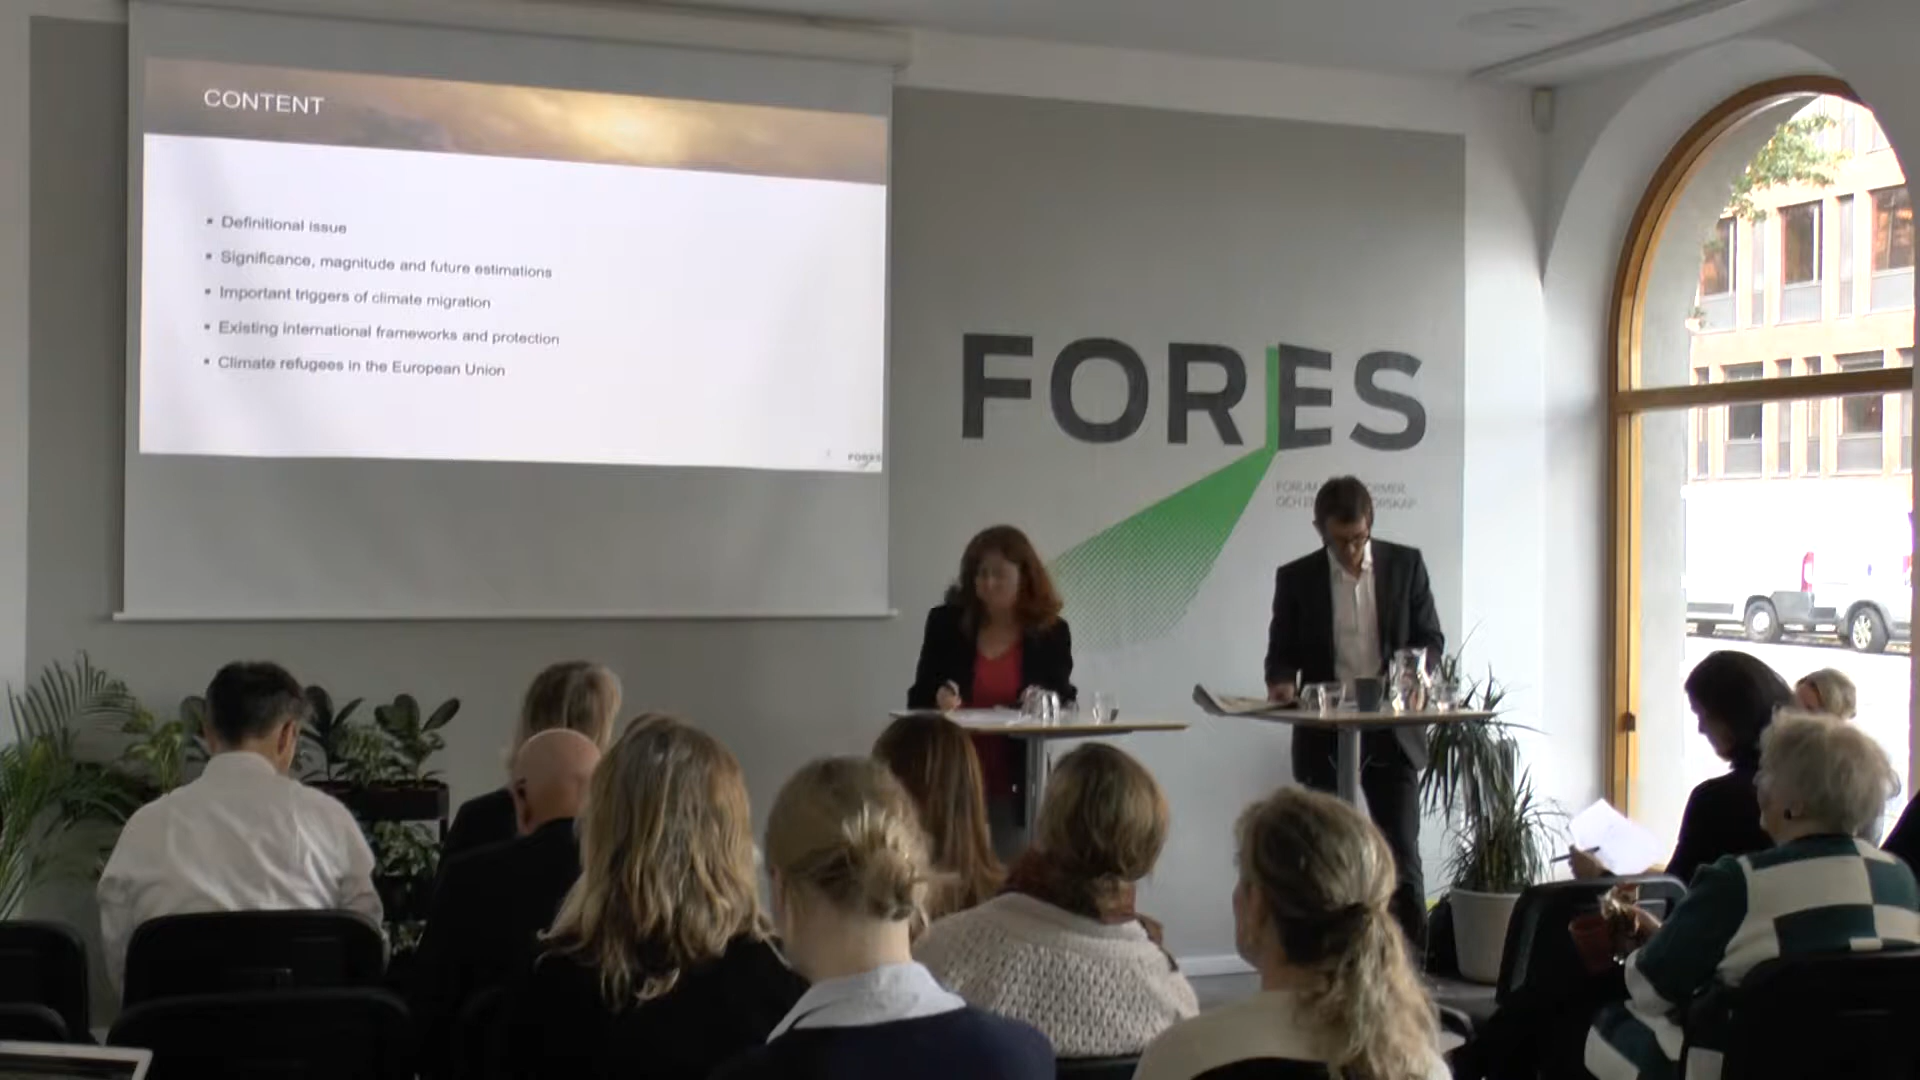 CONTENT
▪ Definitional issue
▪ Significance, magnitude and future estimations
▪ Important triggers of climate migration
▪ Existing international frameworks and protection
▪ Climate refugees in the European Union
FORES
FORES
FORUM
OCH